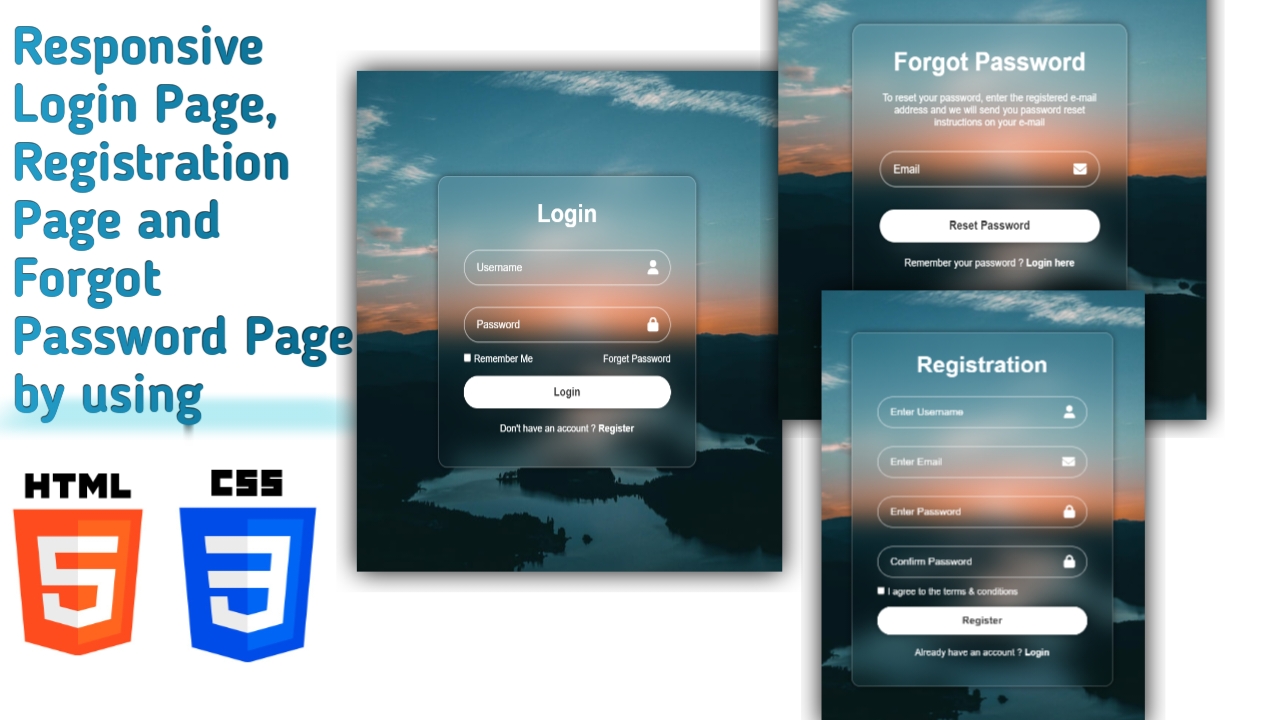 Responsive
Login Page,
Registration
Page and
Forgot
Password Page
by using
HTML
5
CSS
3
Login
Username
Password
Remember Me Forget Password
Login
Don't have an account ? Register
Forgot Password
To reset your password, enter the registered e-mail
address and we will send you password reset
instructions on your e-mail
Email
Reset Password
Remember your password ? Login here
Registration
Enter Username
Enter Email
Enter Password
Confirm Password
I agree to the terms & conditions
Register
Already have an account ? Login